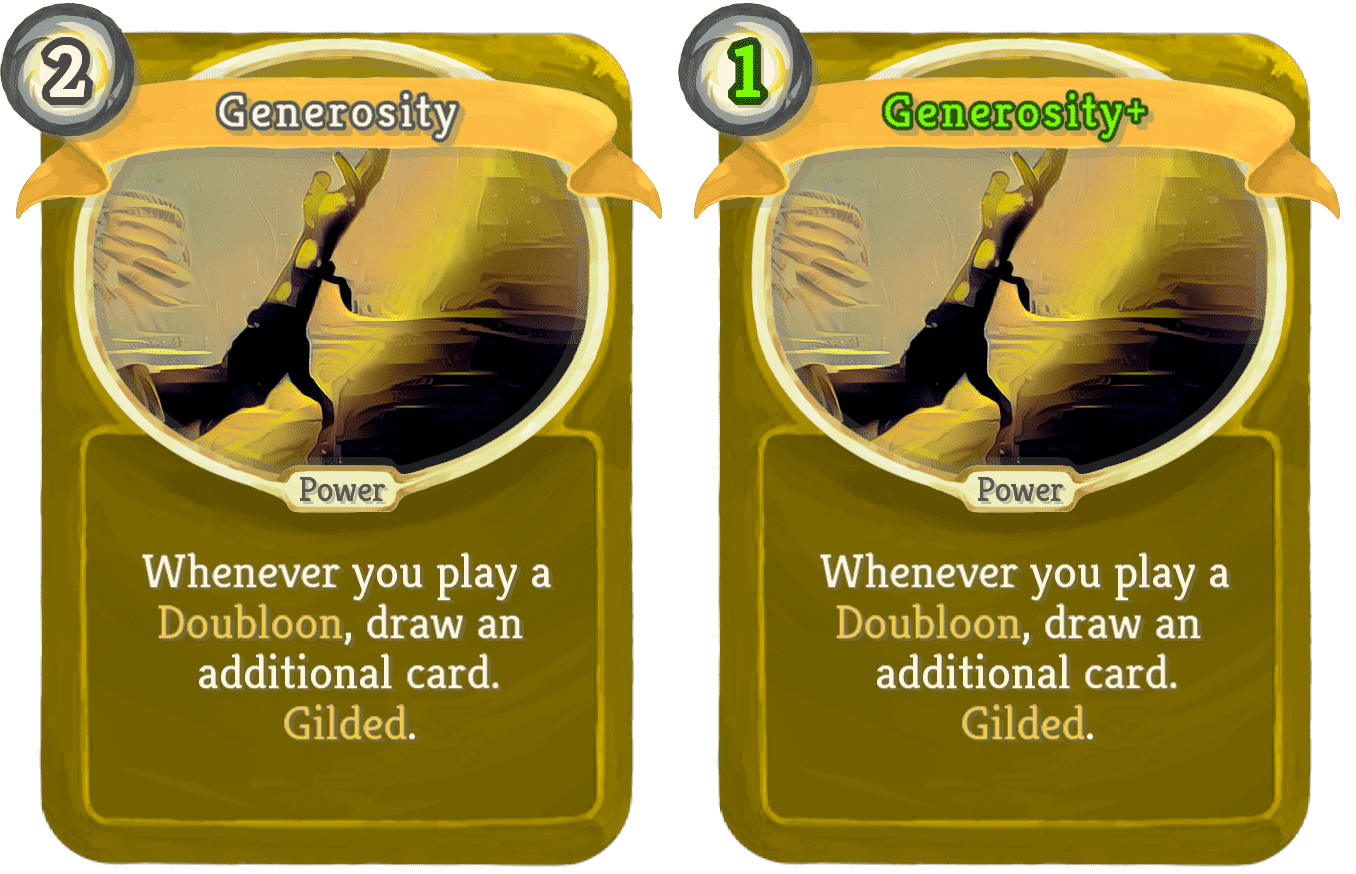 2
Generosity
Power
Whenever you play a
Doubloon, draw an
additional card.
Gilded.
1
Generosity+
Power
Whenever you play a
Doubloon, draw an
additional card.
Gilded.